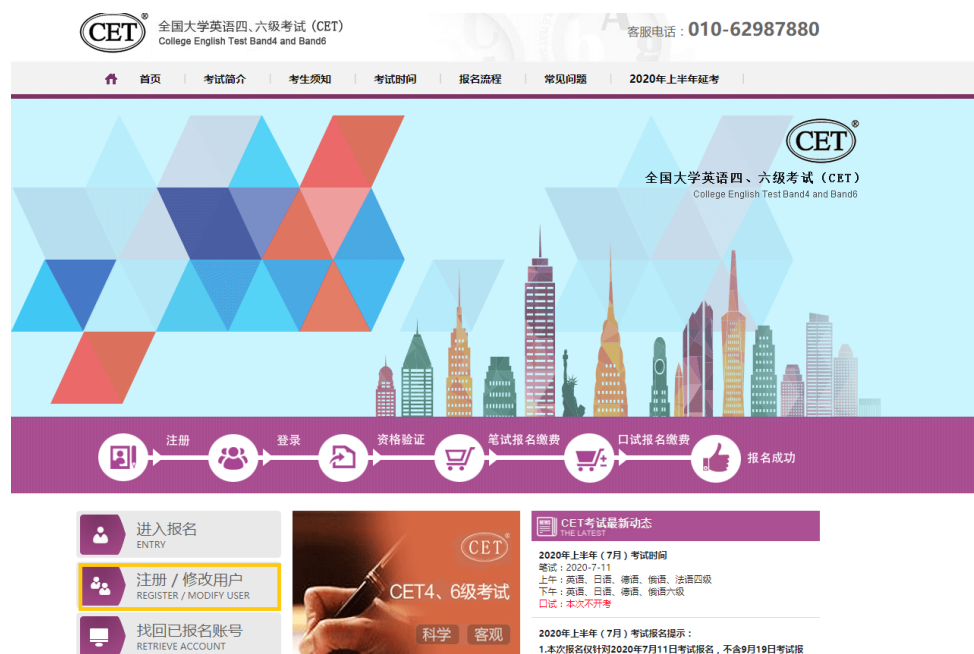 CET®
全国大学英语四、六级考试（CET）
College English Test Band4 and Band6
客服电话：010-62987880
首页 考试简介 考生须知 考试时间 报名流程 常见问题 2020年上半年延考
CET®
全国大学英语四、六级考试（CET）
College English Test Band4 and Band6
注册 登录 资格验证 笔试报名缴费 口试报名缴费 报名成功
进入报名
ENTRY
注册 / 修改用户
REGISTER / MODIFY USER
找回已报名账号
RETRIEVE ACCOUNT
CET®
CET4、6级考试
科学 客观
NEWS
CET考试最新动态
THE LATEST
2020年上半年（7月）考试时间
笔试：2020-7-11
上午：英语、日语、德语、俄语、法语四级
下午：英语、日语、德语、俄语六级
口试：本次不开考
2020年上半年（7月）考试报名提示：
1.本次报名仅针对2020年7月11日考试报名，不含9月19日考试报